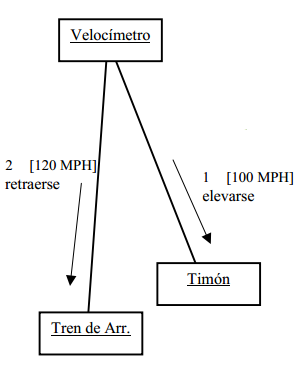 Velocímetro
2 [120 MPH]
retraerse
1 [100 MPH]
elevarse
Timón
Tren de Arr.